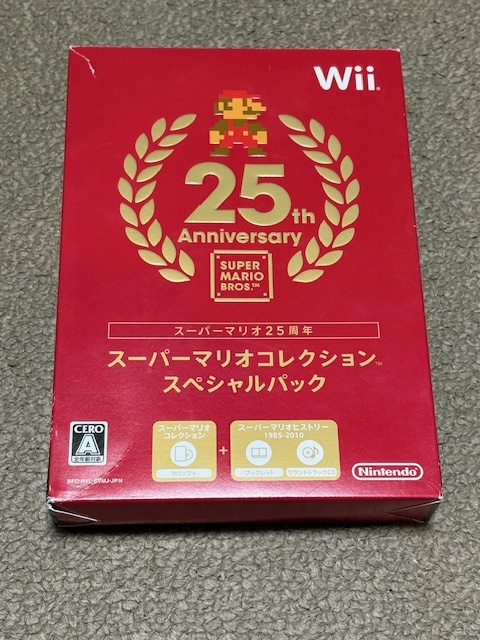 Wii
25th
Anniversary
SUPER
MARIO
BROS.™
スーパーマリオ25周年
スーパーマリオコレクション™
スペシャルパック
CERO
A
全年齢対象
スーパーマリオ
コレクション
Wiiソフト
+
スーパーマリオヒストリー
1985-2010
ブックレット
サウンドトラックCD
Nintendo